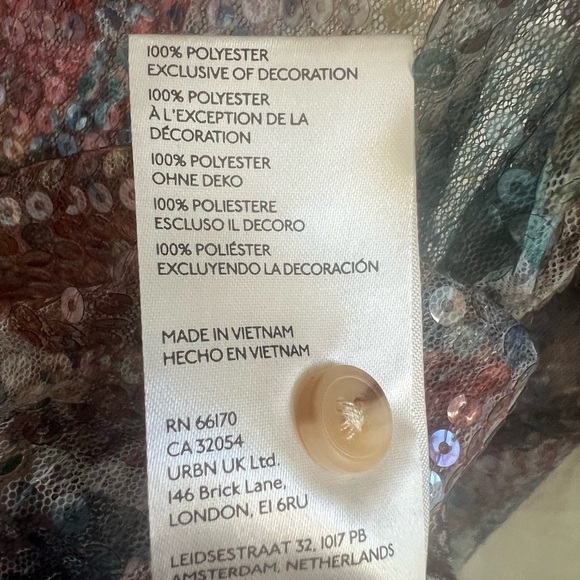 100% POLYESTER
EXCLUSIVE OF DECORATION
100% POLYESTER
À L'EXCEPTION DE LA
DÉCORATION
100% POLYESTER
OHNE DEKO
100% POLIESTERE
ESCLUSO IL DECORO
100% POLIÉSTER
EXCLUYENDO LA DECORACIÓN
MADE IN VIETNAM
HECHO EN VIETNAM
RN 66170
CA 32054
URBN UK Ltd.
146 Brick Lane,
LONDON, E1 6RU
LEIDSESTRAAT 32, 1017 PB
AMSTERDAM, NETHERLANDS